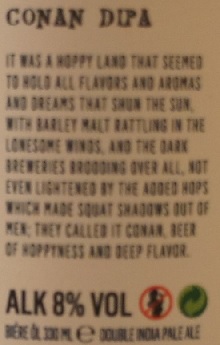 CONAN DIPA
IT WAS A HOPPY LAND THAT SEEMED
TO HOLD ALL FLAVORS AND AROMAS
AND DREAMS THAT SHUN THE SUN,
WITH BARLEY MALT RATTLING IN THE
LONESOME WINDS, AND THE DARK
BREWERIES BROODING OVER ALL, NOT
EVEN LIGHTENED BY THE ADDED HOPS
WHICH MADE SQUAT SHADOWS OUT OF
MEN; THEY CALLED IT CONAN, BEER
OF HOPPYNESS AND DEEP FLAVOR.
ALK 8% VOL
BIÈRE ÖL 330 ML e DOUBLE INDIA PALE ALE